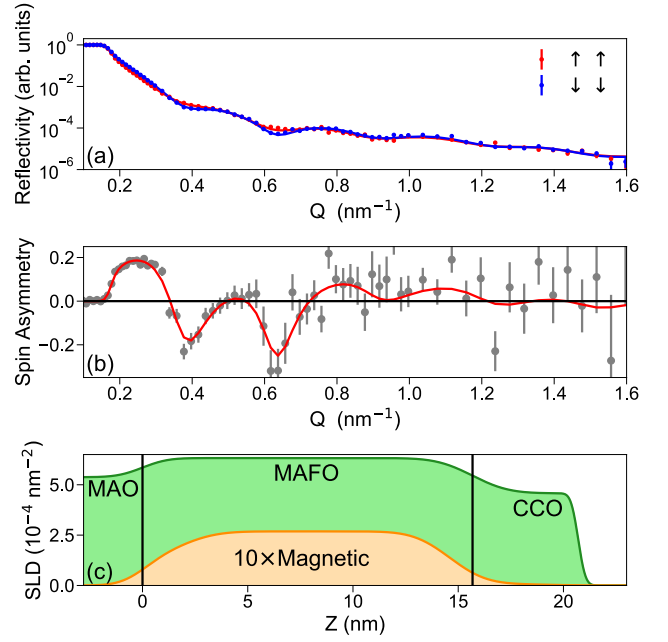 10⁰
10⁻²
10⁻⁴
10⁻⁶
Reflectivity (arb. units)
↑ ↑
↓ ↓
(a)
0.2 0.4 0.6 0.8 1.0 1.2 1.4 1.6
Q (nm⁻¹)
0.2
0.0
−0.2
Spin Asymmetry
(b)
0.2 0.4 0.6 0.8 1.0 1.2 1.4 1.6
Q (nm⁻¹)
5.0
2.5
0.0
SLD (10⁻⁴ nm⁻²)
MAO
MAFO
CCO
10×Magnetic
(c)
0 5 10 15 20
Z (nm)